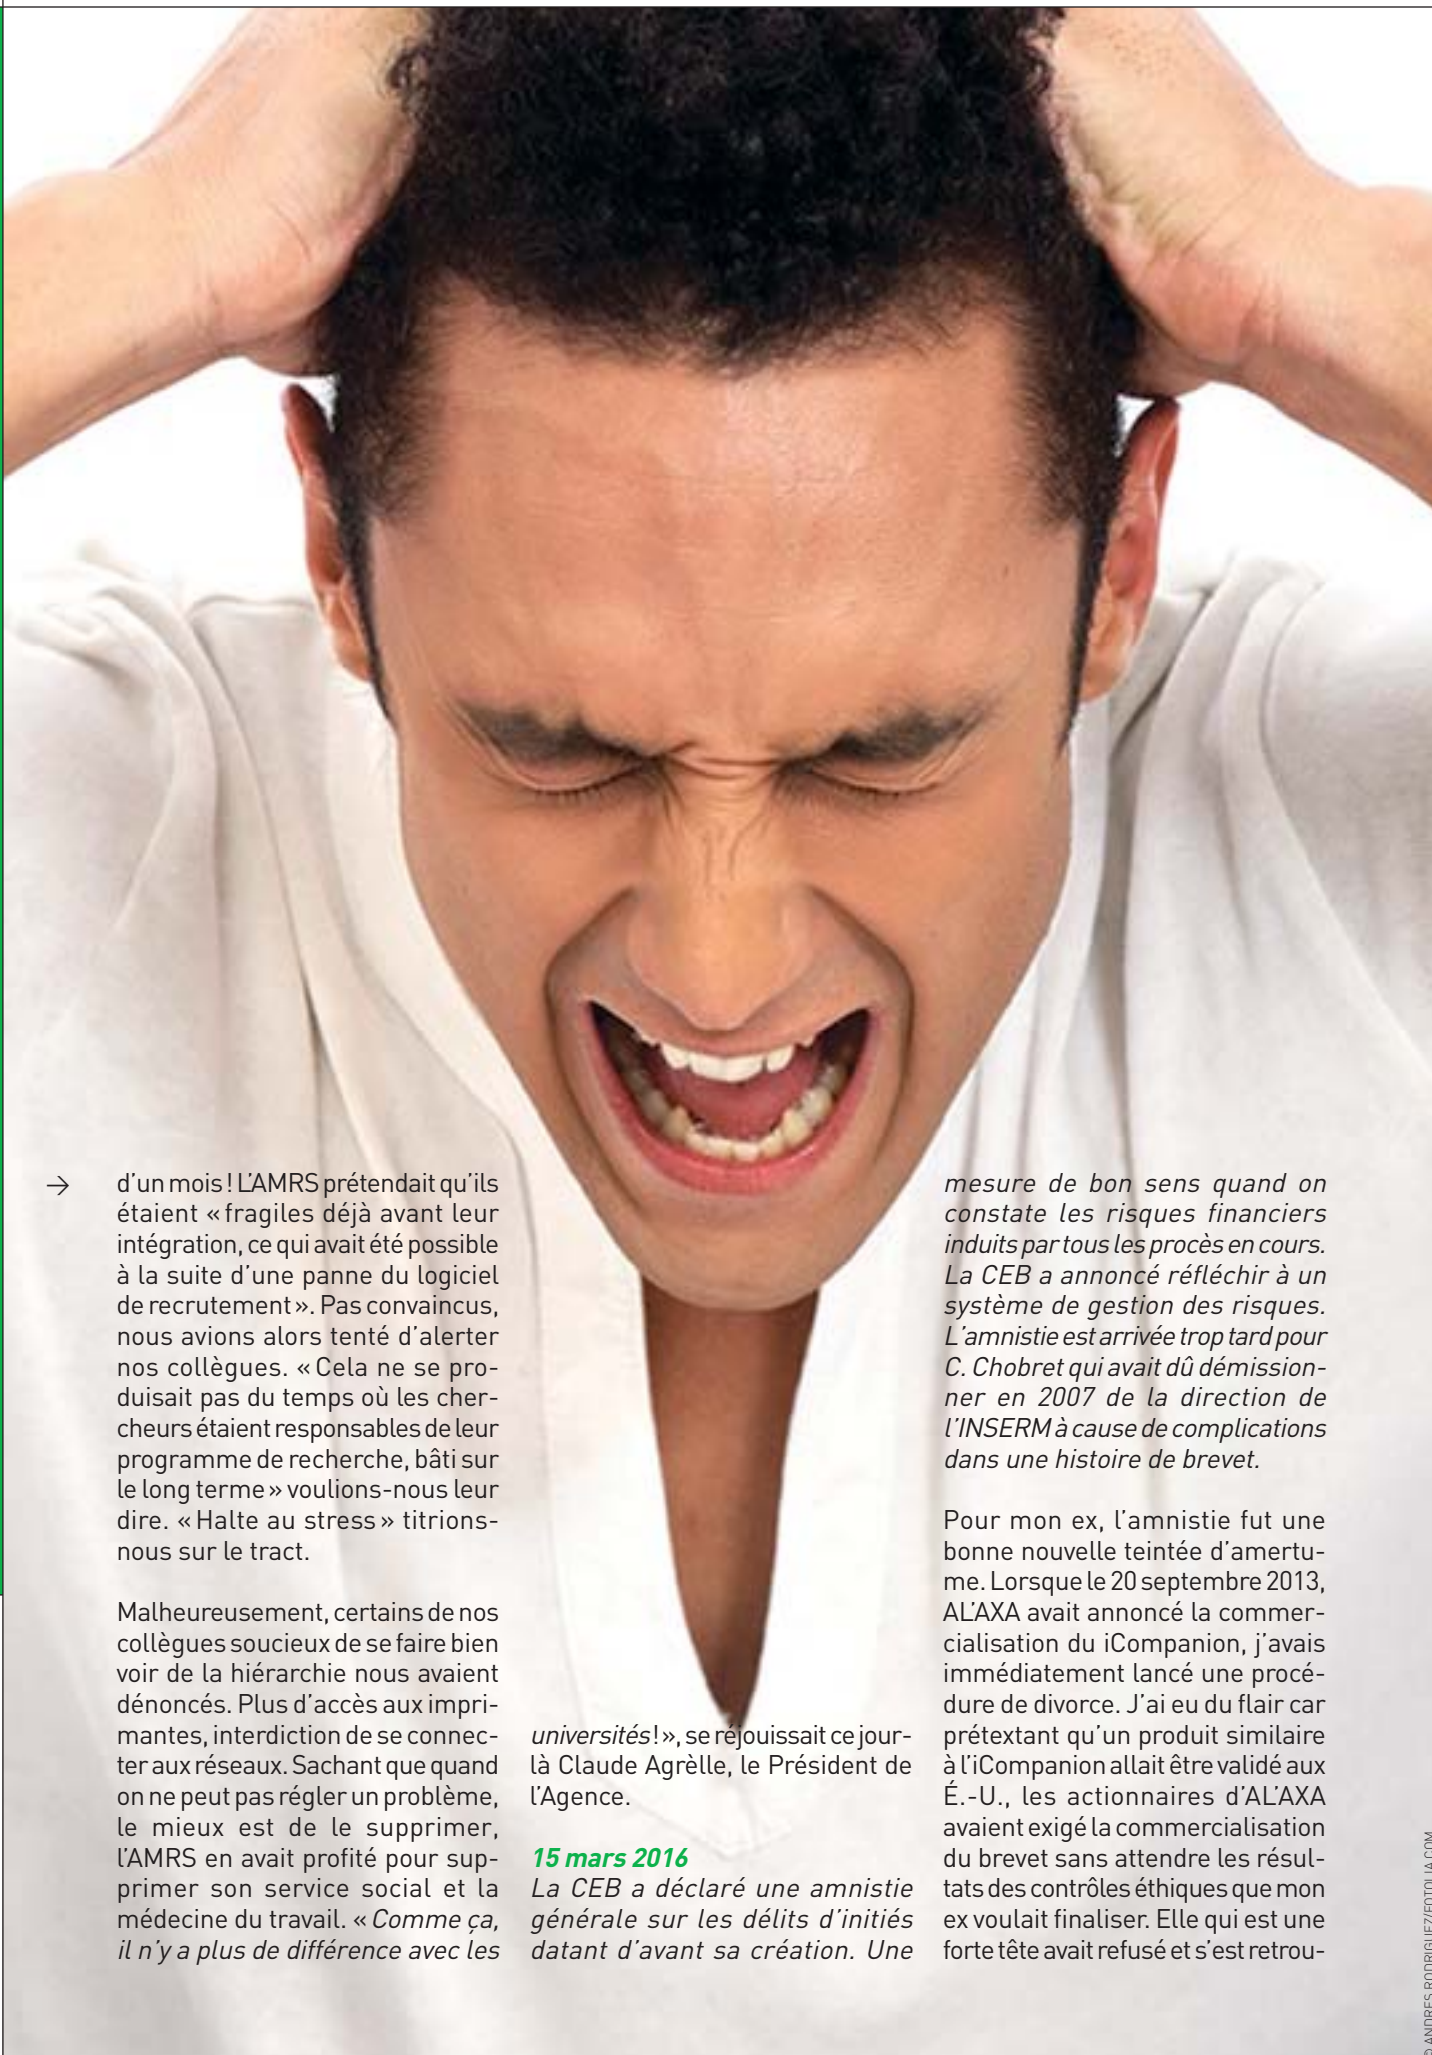 →
d'un mois ! L'AMRS prétendait qu'ils
étaient « fragiles déjà avant leur
intégration, ce qui avait été possible
à la suite d'une panne du logiciel
de recrutement ». Pas convaincus,
nous avions alors tenté d'alerter
nos collègues. « Cela ne se pro-
duisait pas du temps où les cher-
cheurs étaient responsables de leur
programme de recherche, bâti sur
le long terme » voulions-nous leur
dire. « Halte au stress » titrions-
nous sur le tract.
Malheureusement, certains de nos
collègues soucieux de se faire bien
voir de la hiérarchie nous avaient
dénoncés. Plus d'accès aux impri-
mantes, interdiction de se connec-
ter aux réseaux. Sachant que quand
on ne peut pas régler un problème,
le mieux est de le supprimer,
l'AMRS en avait profité pour sup-
primer son service social et la
médecine du travail. « Comme ça,
il n'y a plus de différence avec les
universités ! », se réjouissait ce jour-
là Claude Agrèlle, le Président de
l'Agence.
15 mars 2016
La CEB a déclaré une amnistie
générale sur les délits d'initiés
datant d'avant sa création. Une
mesure de bon sens quand on
constate les risques financiers
induits par tous les procès en cours.
La CEB a annoncé réfléchir à un
système de gestion des risques.
L'amnistie est arrivée trop tard pour
C. Chobret qui avait dû démission-
ner en 2007 de la direction de
l'INSERM à cause de complications
dans une histoire de brevet.
Pour mon ex, l'amnistie fut une
bonne nouvelle teintée d'amertu-
me. Lorsque le 20 septembre 2013,
AL'AXA avait annoncé la commer-
cialisation du iCompanion, j'avais
immédiatement lancé une procé-
dure de divorce. J'ai eu du flair car
prétextant qu'un produit similaire
à l'iCompanion allait être validé aux
É.-U., les actionnaires d'AL'AXA
avaient exigé la commercialisation
du brevet sans attendre les résul-
tats des contrôles éthiques que mon
ex voulait finaliser. Elle qui est une
forte tête avait refusé et s'est retrou-
© ANDRES RODRIGUEZ/FOTOLIA.COM